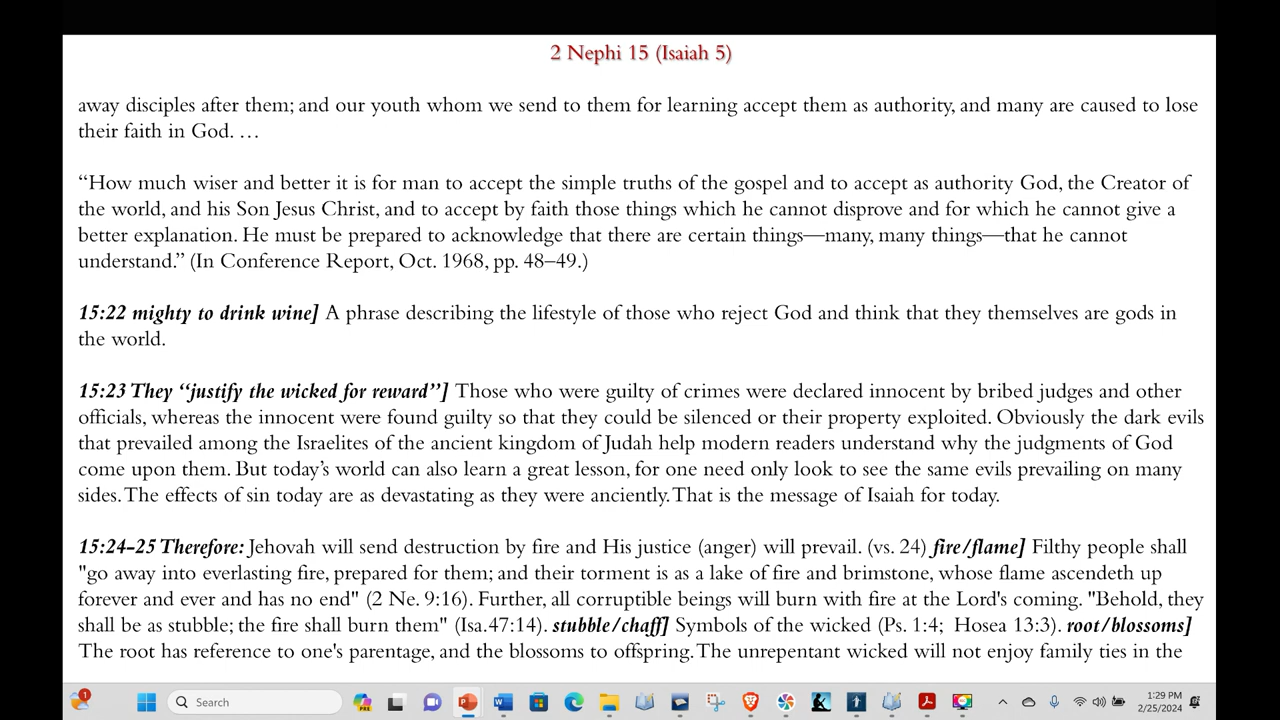 2 Nephi 15 (Isaiah 5)
away disciples after them; and our youth whom we send to them for learning accept them as authority, and many are caused to lose
their faith in God. …
“How much wiser and better it is for man to accept the simple truths of the gospel and to accept as authority God, the Creator of
the world, and his Son Jesus Christ, and to accept by faith those things which he cannot disprove and for which he cannot give a
better explanation. He must be prepared to acknowledge that there are certain things—many, many things—that he cannot
understand.” (In Conference Report, Oct. 1968, pp. 48–49.)
15:22 mighty to drink wine] A phrase describing the lifestyle of those who reject God and think that they themselves are gods in
the world.
15:23 They “justify the wicked for reward”] Those who were guilty of crimes were declared innocent by bribed judges and other
officials, whereas the innocent were found guilty so that they could be silenced or their property exploited. Obviously the dark evils
that prevailed among the Israelites of the ancient kingdom of Judah help modern readers understand why the judgments of God
come upon them. But today’s world can also learn a great lesson, for one need only look to see the same evils prevailing on many
sides. The effects of sin today are as devastating as they were anciently. That is the message of Isaiah for today.
15:24-25 Therefore: Jehovah will send destruction by fire and His justice (anger) will prevail. (vs. 24) fire/flame] Filthy people shall
"go away into everlasting fire, prepared for them; and their torment is as a lake of fire and brimstone, whose flame ascendeth up
forever and ever and has no end" (2 Ne. 9:16). Further, all corruptible beings will burn with fire at the Lord's coming. "Behold, they
shall be as stubble; the fire shall burn them" (Isa.47:14). stubble/chaff] Symbols of the wicked (Ps. 1:4; Hosea 13:3). root/blossoms]
The root has reference to one's parentage, and the blossoms to offspring. The unrepentant wicked will not enjoy family ties in the
1
Search
PRE
W
1:29 PM
2/25/2024